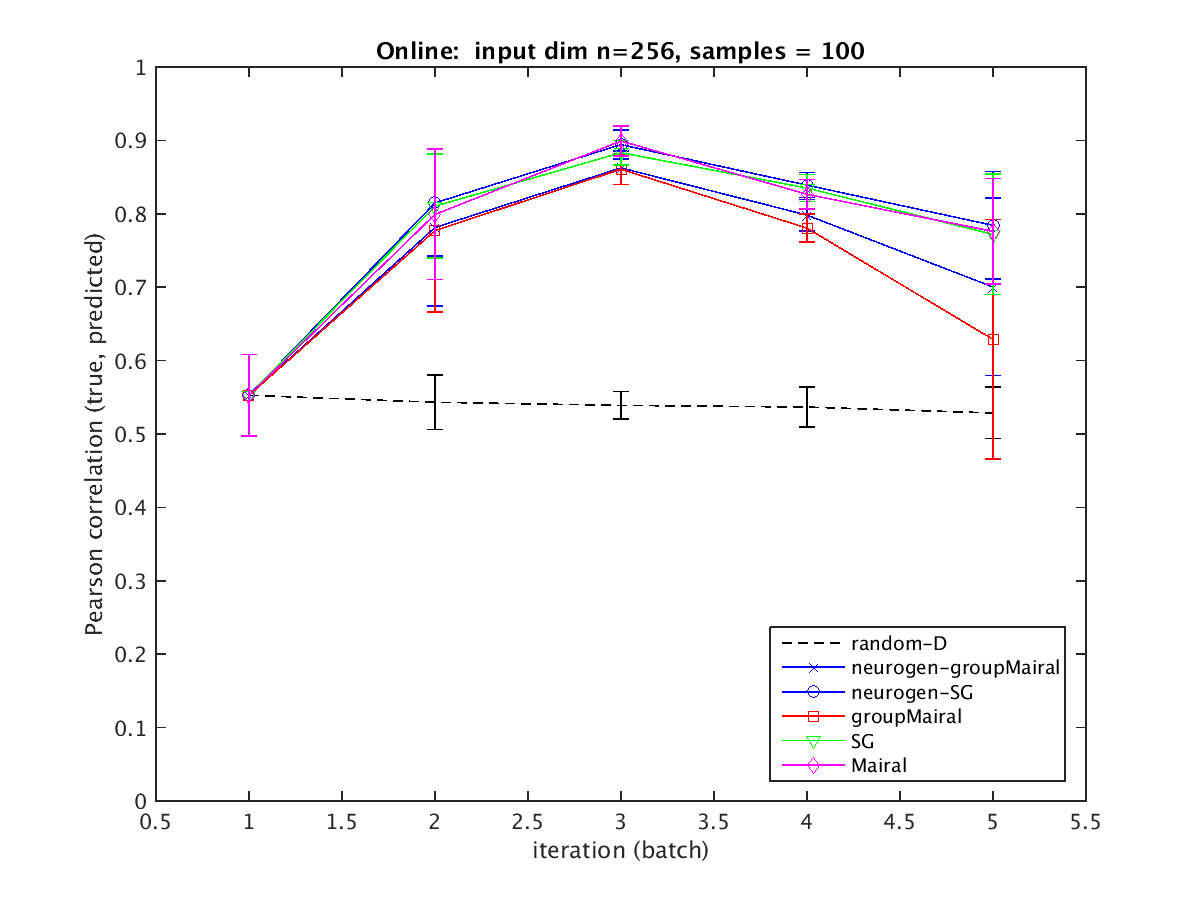 Online: input dim n=256, samples = 100
Pearson correlation (true, predicted)
1
0.9
0.8
0.7
0.6
0.5
0.4
0.3
0.2
0.1
0
random-D
neurogen-groupMairal
neurogen-SG
groupMairal
SG
Mairal
0.5 1 1.5 2 2.5 3 3.5 4 4.5 5 5.5
iteration (batch)